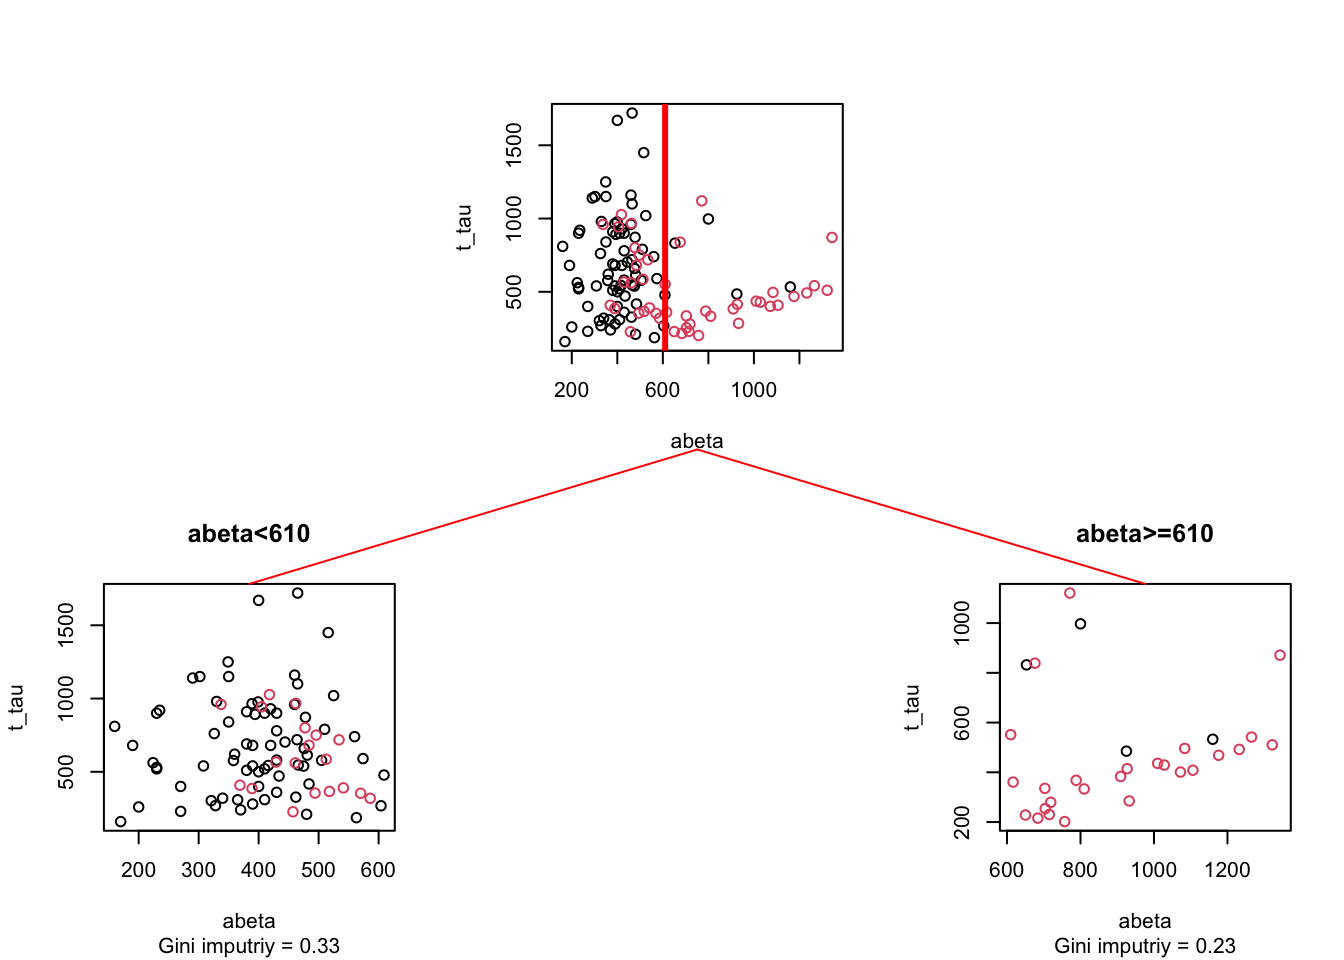 t_tau
1500
1000
500
200 600 1000
abeta
abeta<610
abeta>=610
t_tau
1500
1000
500
200 300 400 500 600
abeta
Gini imputriy = 0.33
t_tau
1000
600
200
600 800 1000 1200
abeta
Gini imputriy = 0.23